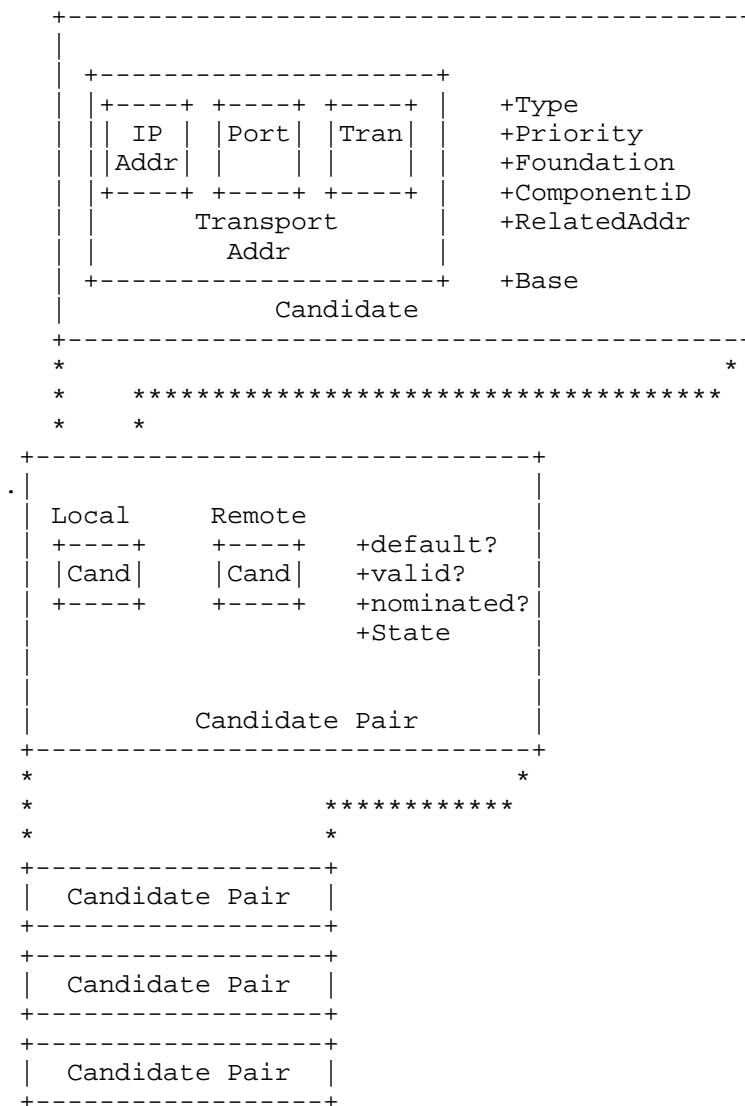 +-------------------------------------------
|
| +---------------------+
| |+----+ +----+ +----+ |   +Type
| || IP | |Port| |Tran| |   +Priority
| ||Addr| |    | |    | |   +Foundation
| |+----+ +----+ +----+ |   +ComponentiD
| |      Transport      |   +RelatedAddr
| |        Addr         |
| +---------------------+   +Base
|             Candidate
+-------------------------------------------
*                                         *
*    *************************************
*    *
+-------------------------------+
.|                               |
| Local     Remote              |
| +----+    +----+   +default?  |
| |Cand|    |Cand|   +valid?    |
| +----+    +----+   +nominated?|
|                    +State     |
|                               |
|                               |
|          Candidate Pair       |
+-------------------------------+
*                              *
*                  ************
*                  *
+------------------+
|  Candidate Pair  |
+------------------+
+------------------+
|  Candidate Pair  |
+------------------+
+------------------+
|  Candidate Pair  |
+------------------+